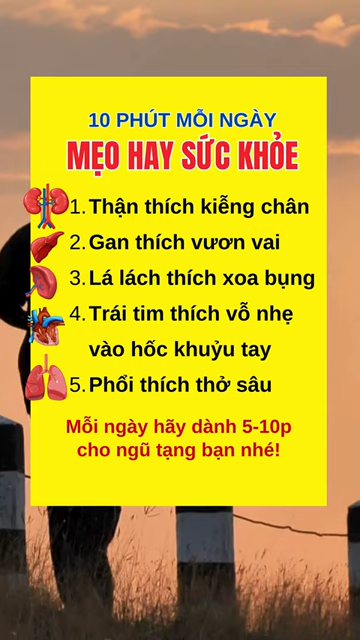 10 PHÚT MỖI NGÀY
MẸO HAY SỨC KHỎE
1. Thận thích kiễng chân
2. Gan thích vươn vai
3. Lá lách thích xoa bụng
4. Trái tim thích vỗ nhẹ
vào hốc khuỷu tay
5. Phổi thích thở sâu
Mỗi ngày hãy dành 5-10p
cho ngũ tạng bạn nhé!